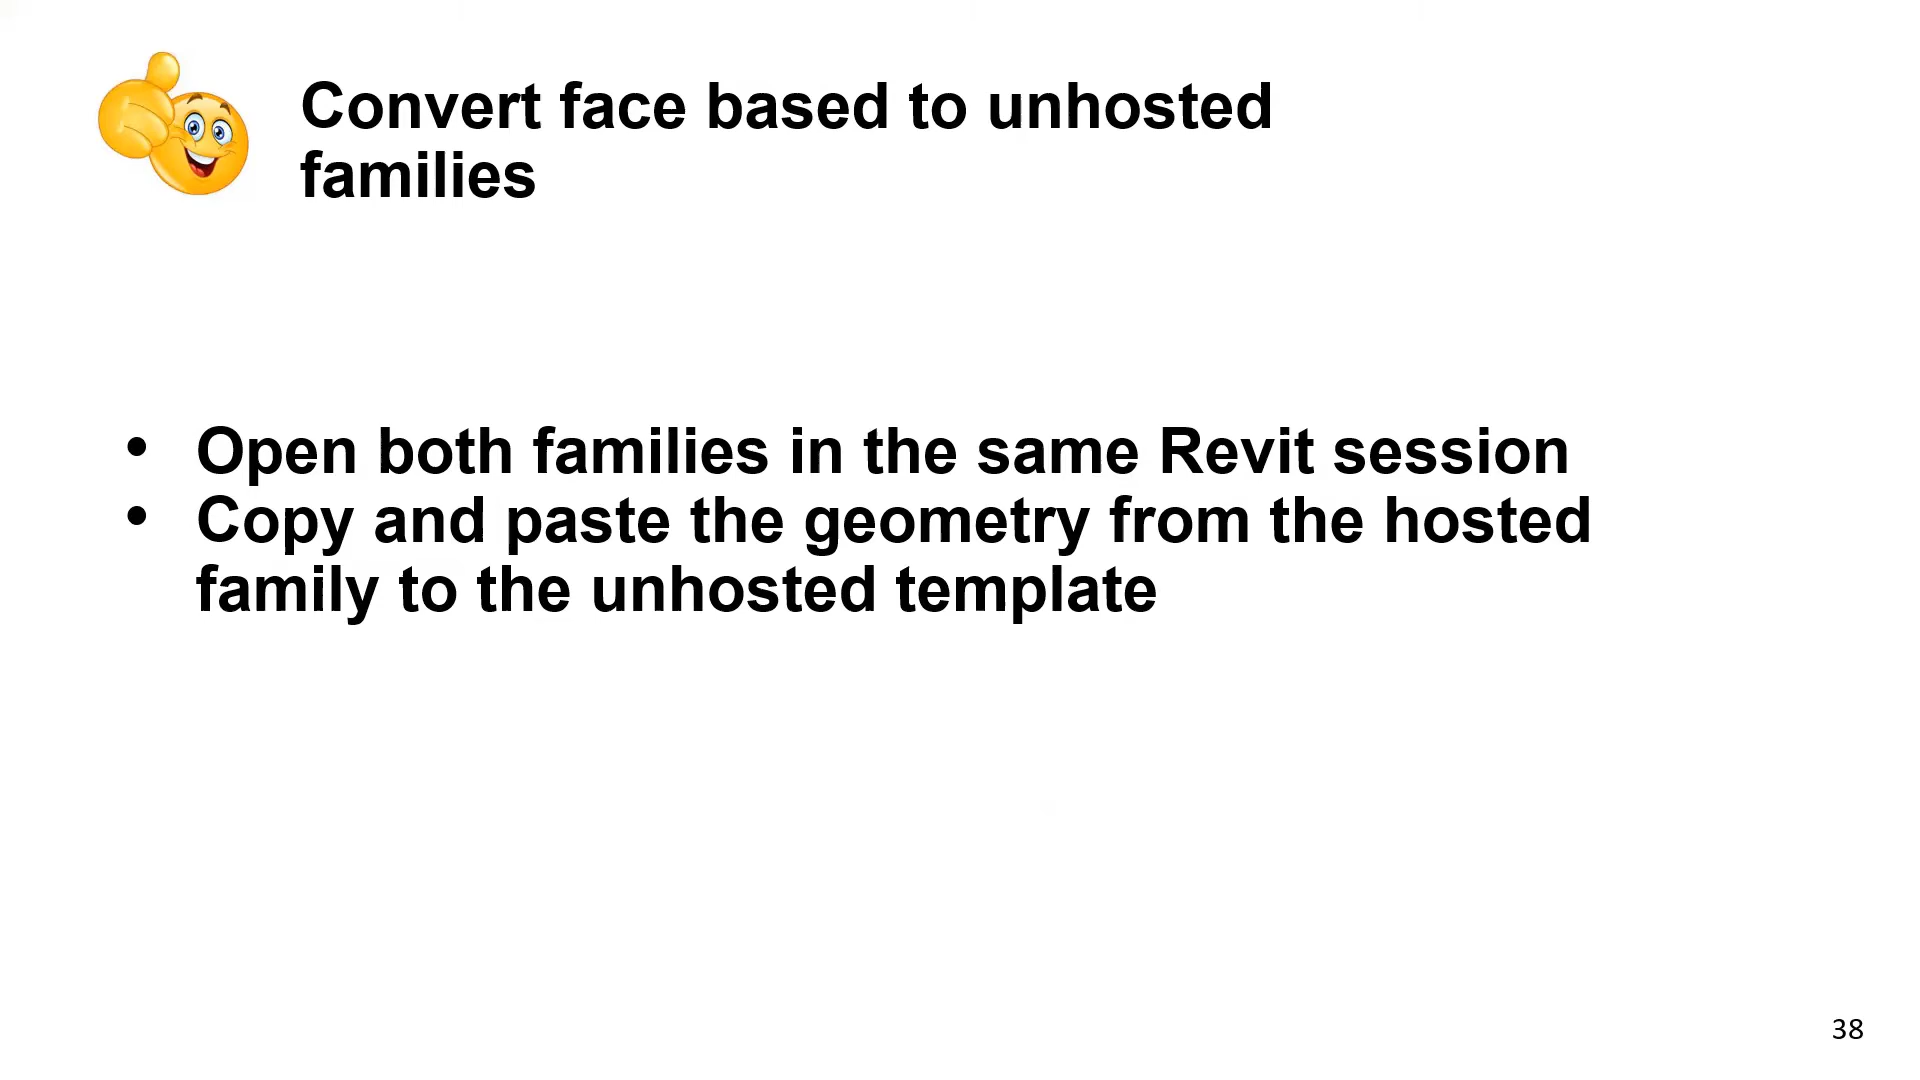 Convert face based to unhosted
families
• Open both families in the same Revit session
• Copy and paste the geometry from the hosted
family to the unhosted template
38